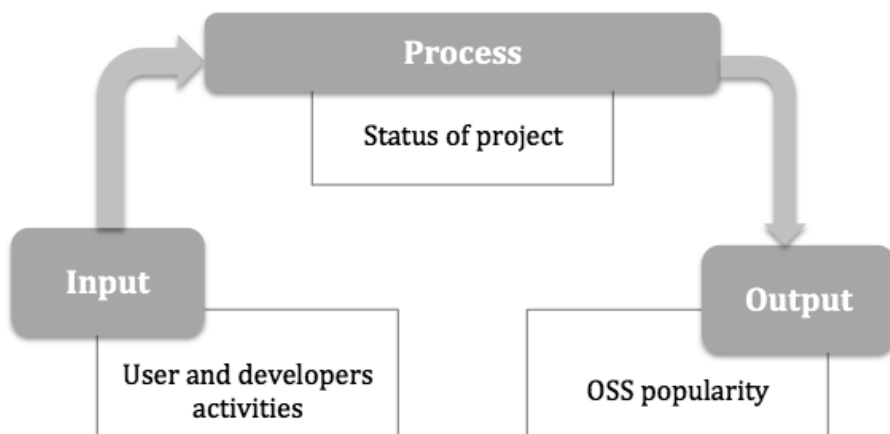 Process
Status of project
Input
Output
User and developers
activities
OSS popularity